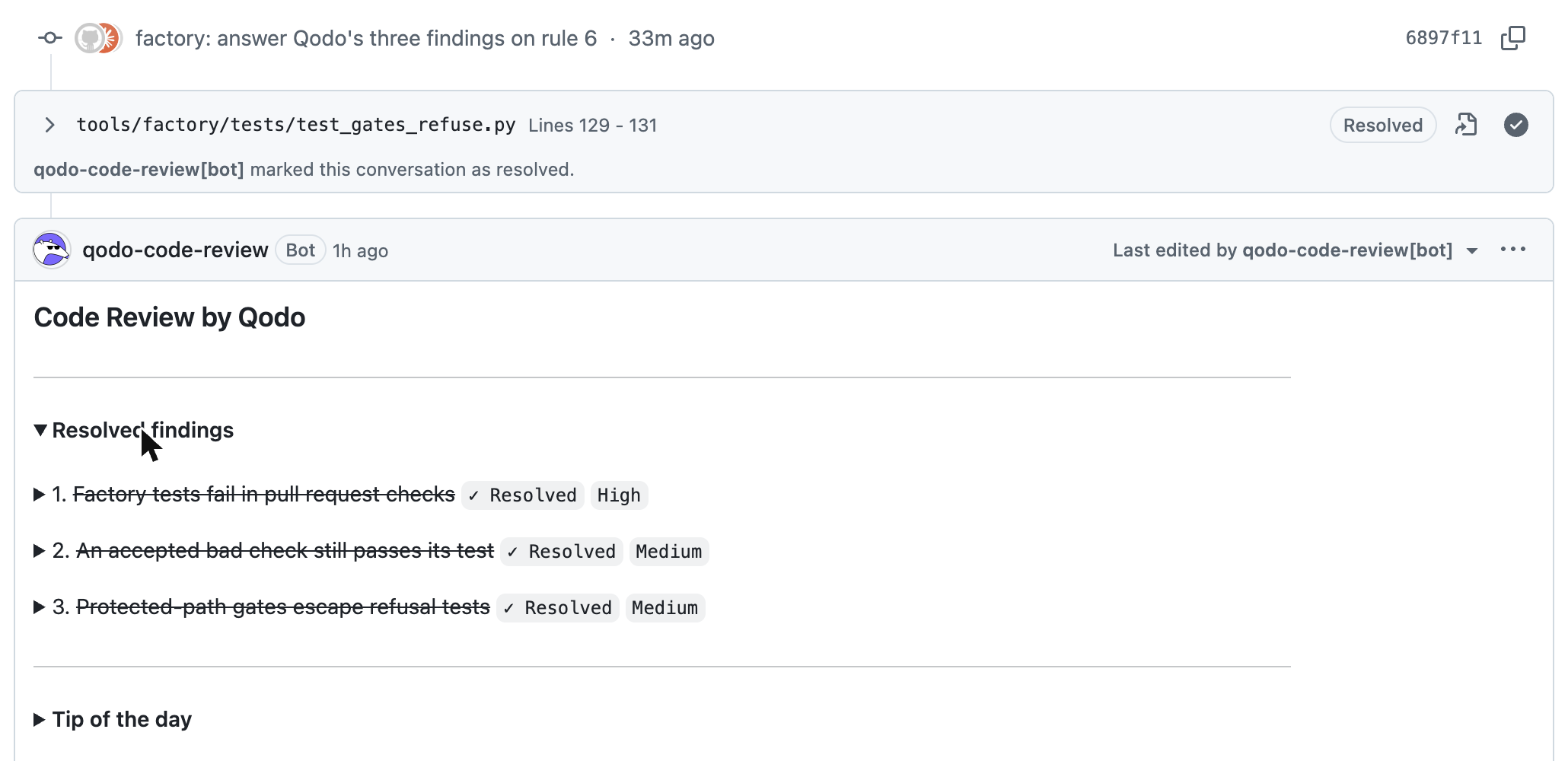 factory: answer Qodo's three findings on rule 6 · 33m ago 6897f11
tools/factory/tests/test_gates_refuse.py Lines 129 - 131 Resolved
qodo-code-review[bot] marked this conversation as resolved.
qodo-code-review Bot 1h ago Last edited by qodo-code-review[bot]
Code Review by Qodo
Resolved findings
1. Factory tests fail in pull request checks ✓ Resolved High
2. An accepted bad check still passes its test ✓ Resolved Medium
3. Protected-path gates escape refusal tests ✓ Resolved Medium
Tip of the day